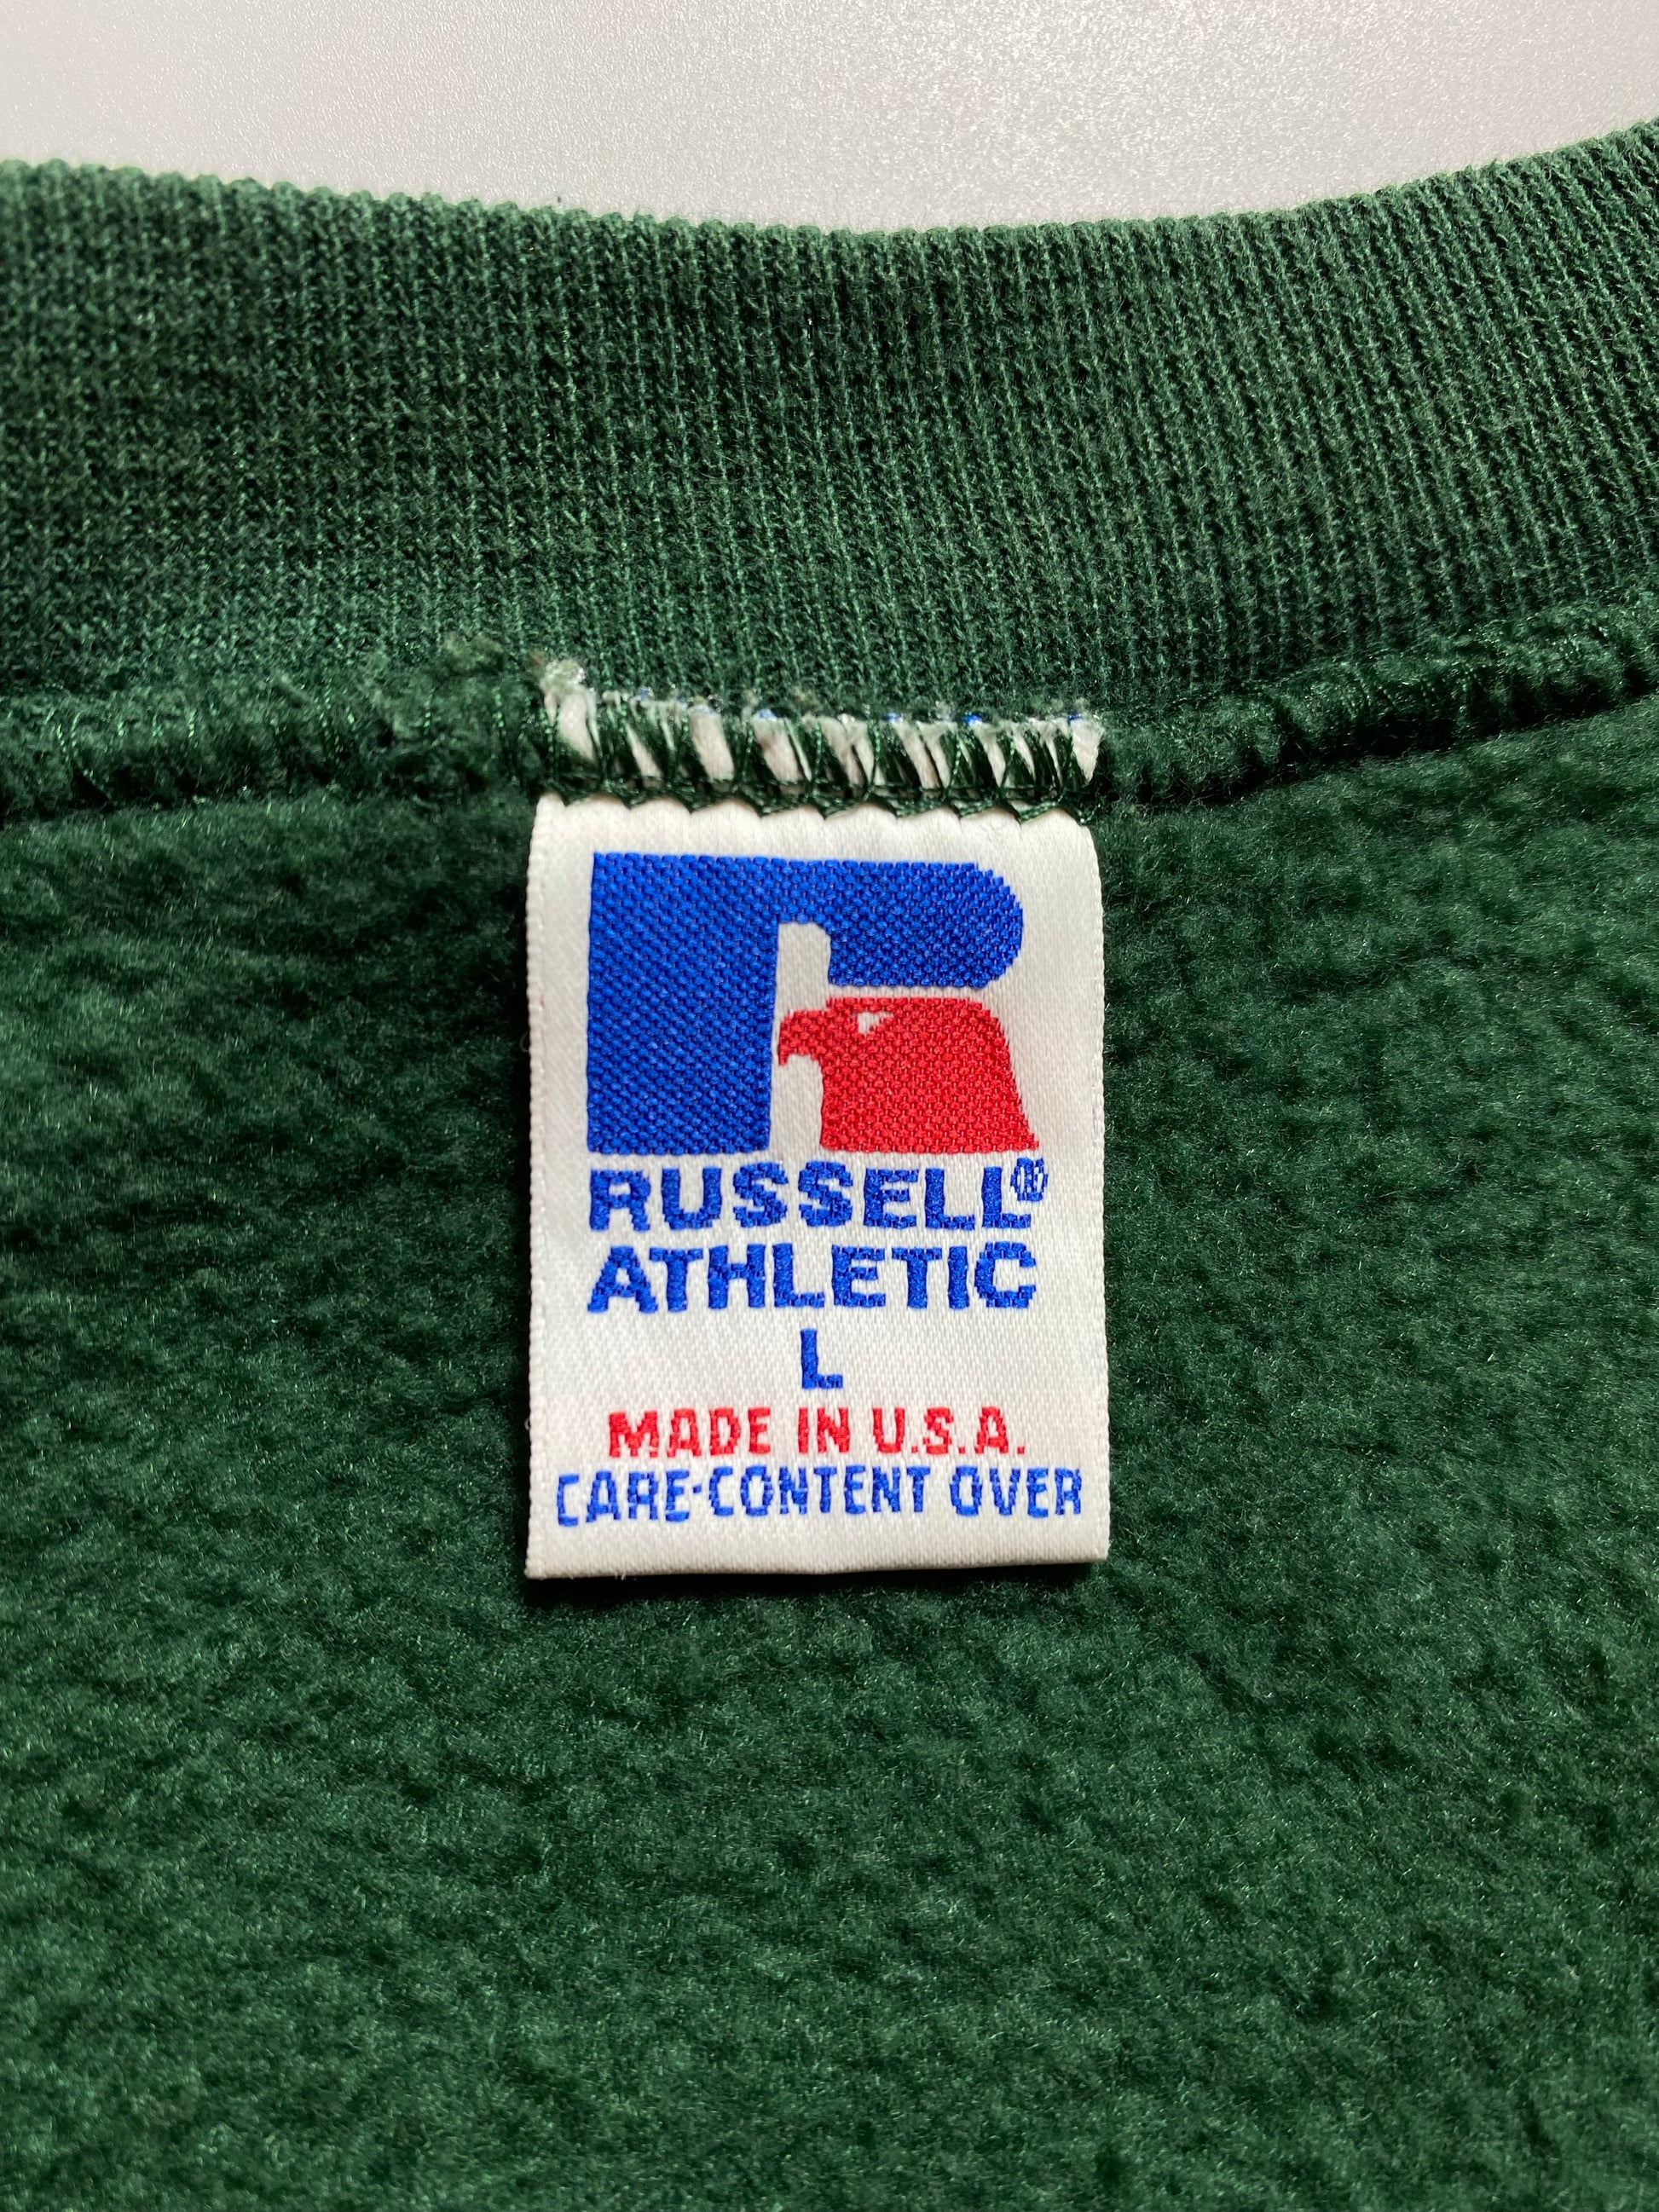 RUSSELL®
ATHLETIC
L
MADE IN U.S.A.
CARE-CONTENT OVER